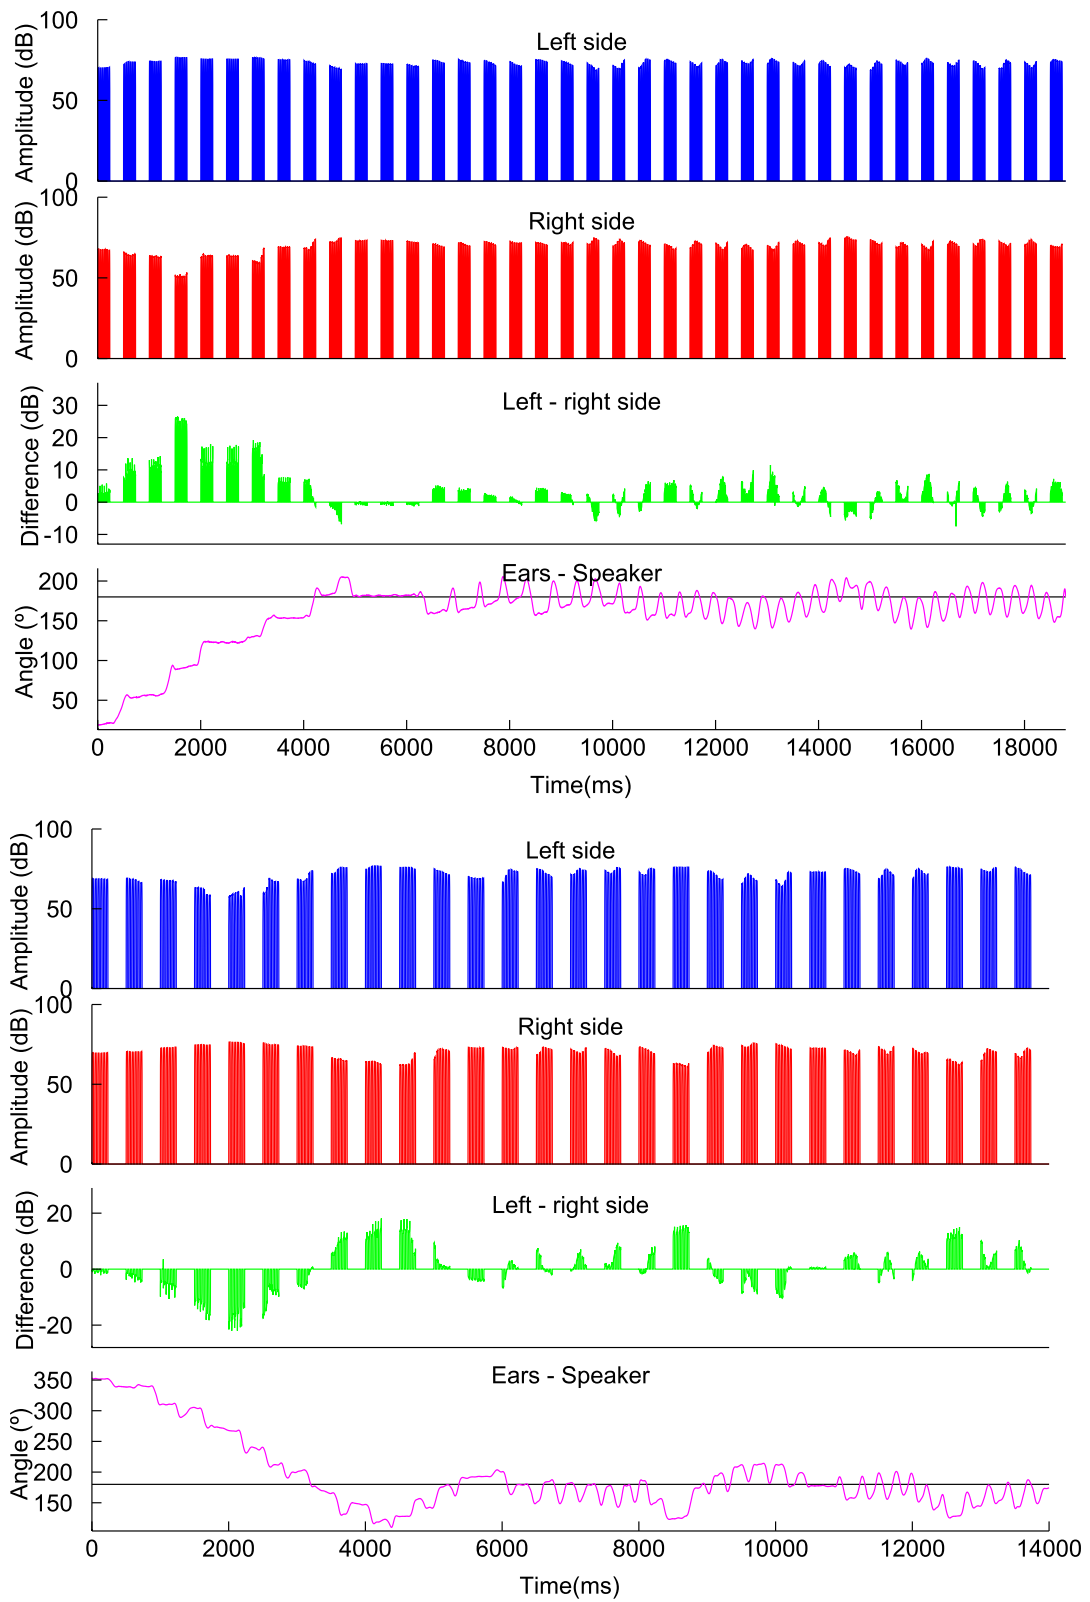 Left side
Amplitude (dB)
100
50
0
Right side
Amplitude (dB)
100
50
0
Left - right side
Difference (dB)
30
20
10
0
-10
Ears - Speaker
Angle (º)
200
150
100
50
0 2000 4000 6000 8000 10000 12000 14000 16000 18000
Time(ms)
Left side
Amplitude (dB)
100
50
0
Right side
Amplitude (dB)
100
50
0
Left - right side
Difference (dB)
20
0
-20
Ears - Speaker
Angle (º)
350
300
250
200
150
0 2000 4000 6000 8000 10000 12000 14000
Time(ms)